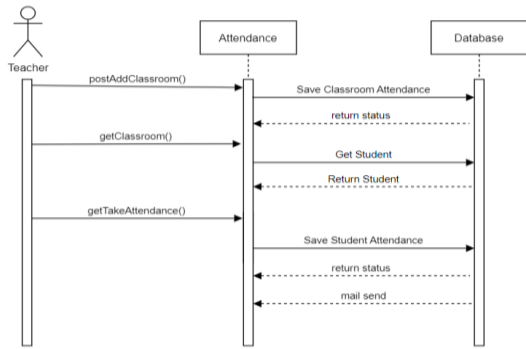 Attendance
Database
Teacher
postAddClassroom()
Save Classroom Attendance
return status
getClassroom()
Get Student
Return Student
getTakeAttendance()
Save Student Attendance
return status
mail send